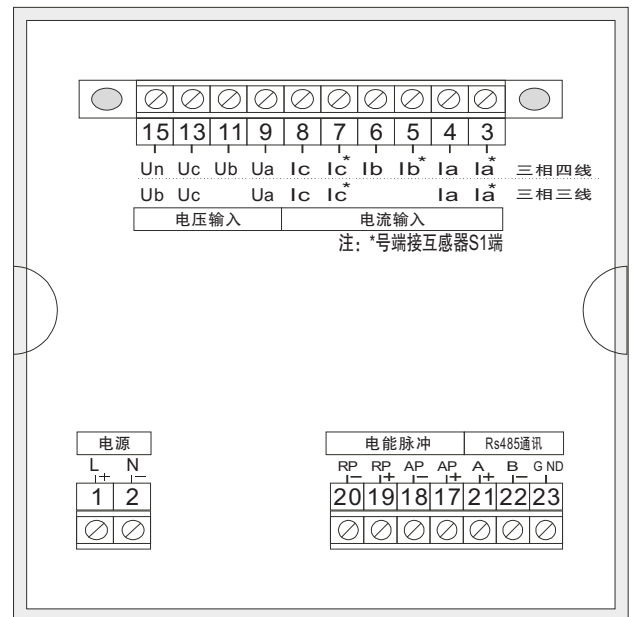 15 13 11 9 8 7 6 5 4 3
Un Uc Ub Ua Ic Ic* Ib Ib* Ia Ia* 三相四线
Ub Uc Ua Ic Ic* Ia Ia* 三相三线
电压输入 电流输入
注：*号端接互感器S1端
电源 电能脉冲 Rs485通讯
L N RP RP AP AP A B GND
+ − − + − + + −
1 2 20 19 18 17 21 22 23